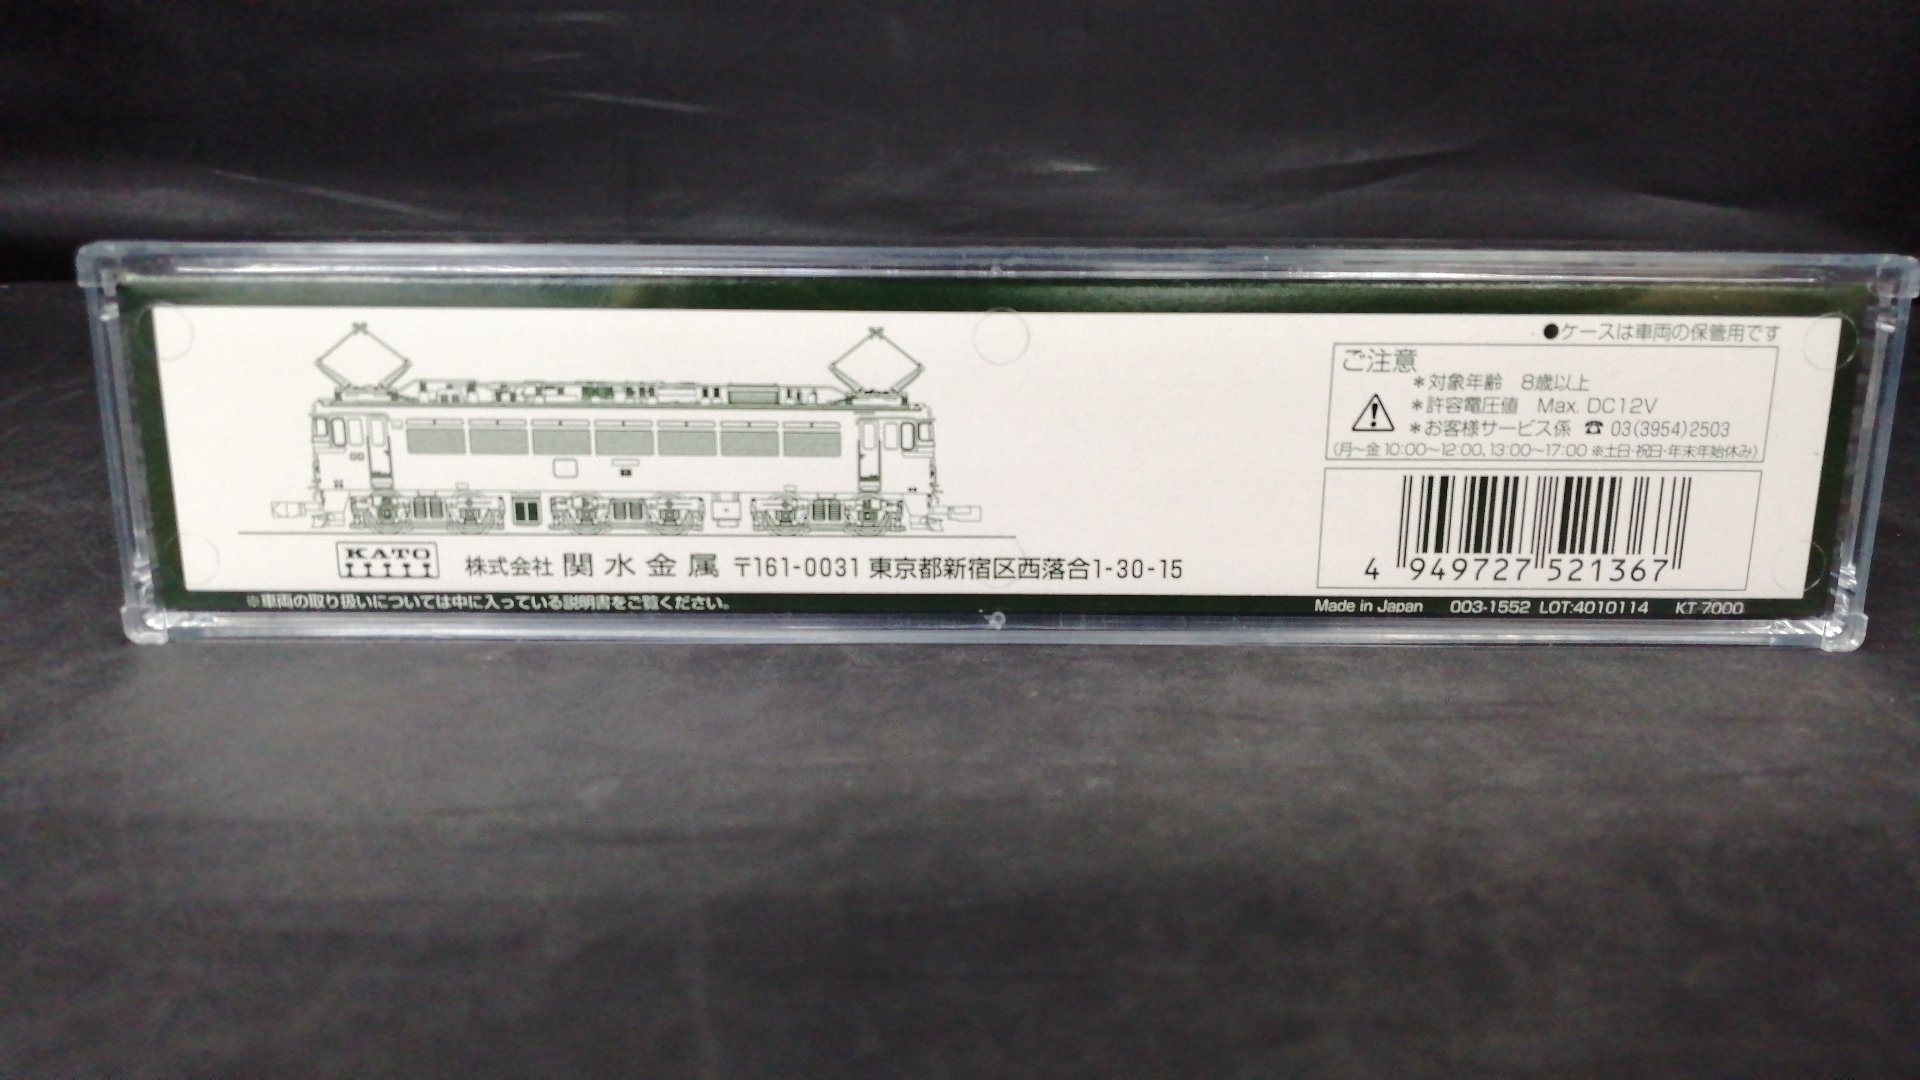 ●ケースは車両の保管用です
ご注意
＊対象年齢　8歳以上
＊許容電圧値　Max. DC12V
＊お客様サービス係 ☎ 03(3954)2503
(月〜金 10:00〜12:00、13:00〜17:00 ※土日・祝日・年末年始休み)
4 949727 521367
KATO
株式会社 関水金属 〒161-0031 東京都新宿区西落合1-30-15
※車両の取り扱いについては中に入っている説明書をご覧ください。
Made in Japan 003-1552 LOT:4010114 KT-7000